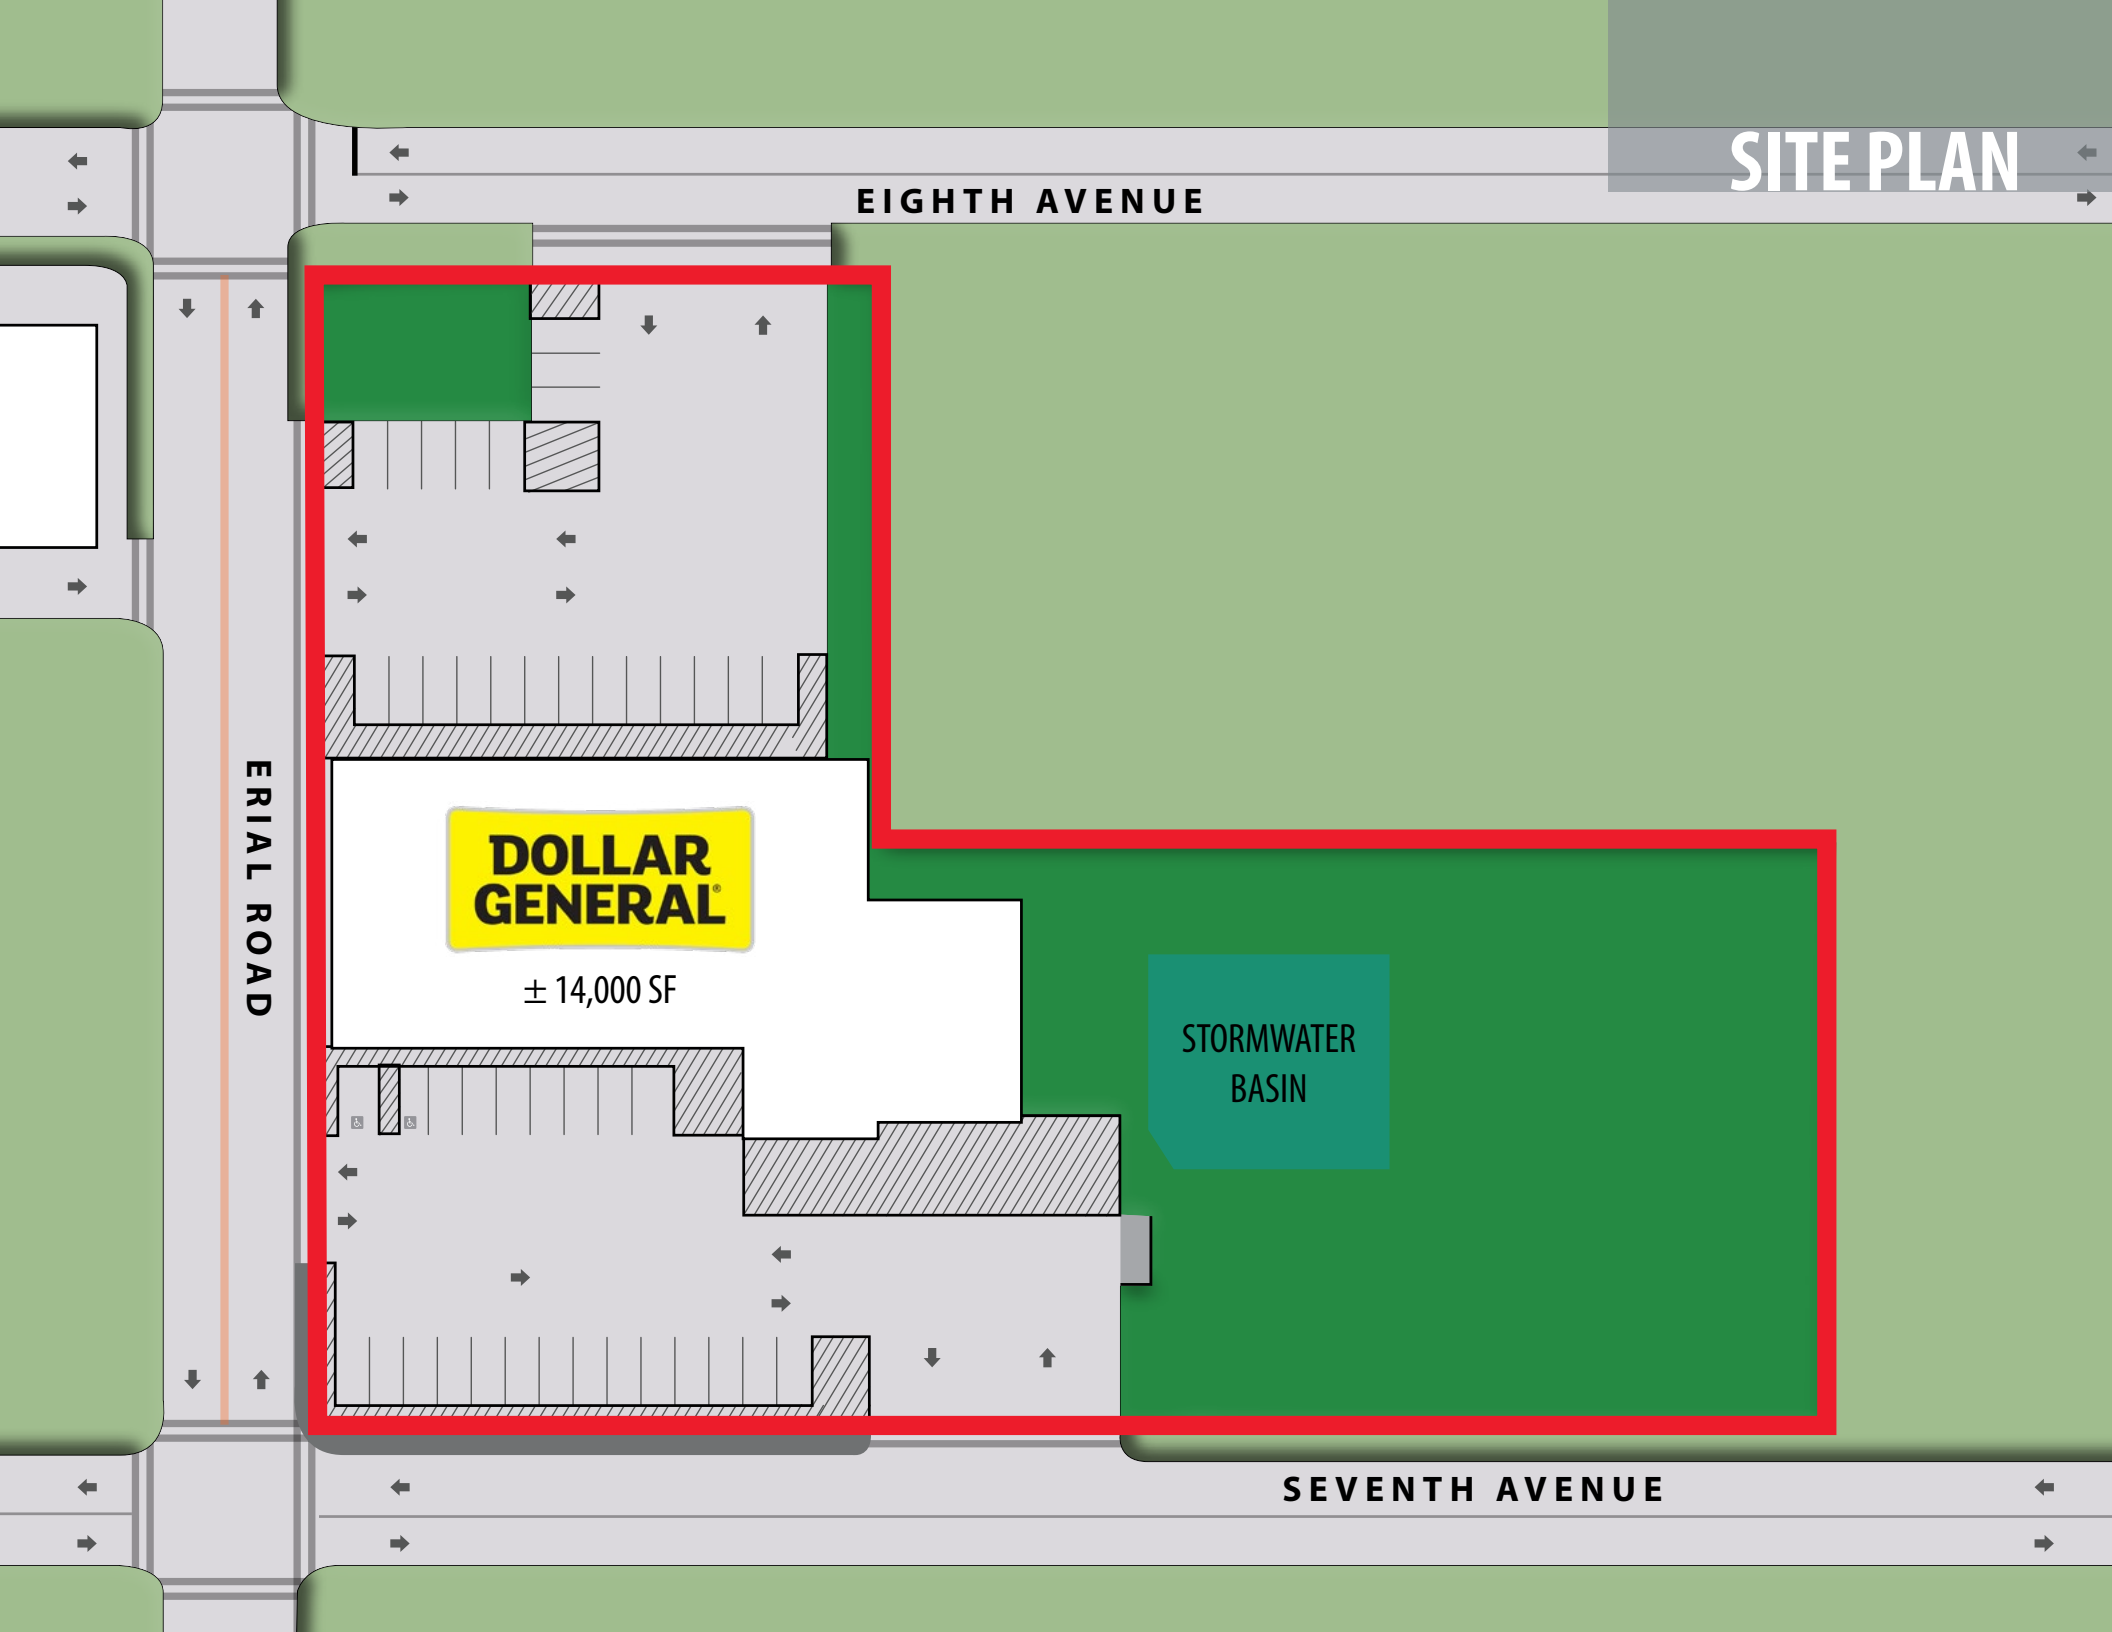 SITE PLAN
EIGHTH AVENUE
ERIAL ROAD
DOLLAR
GENERAL®
± 14,000 SF
STORMWATER
BASIN
SEVENTH AVENUE